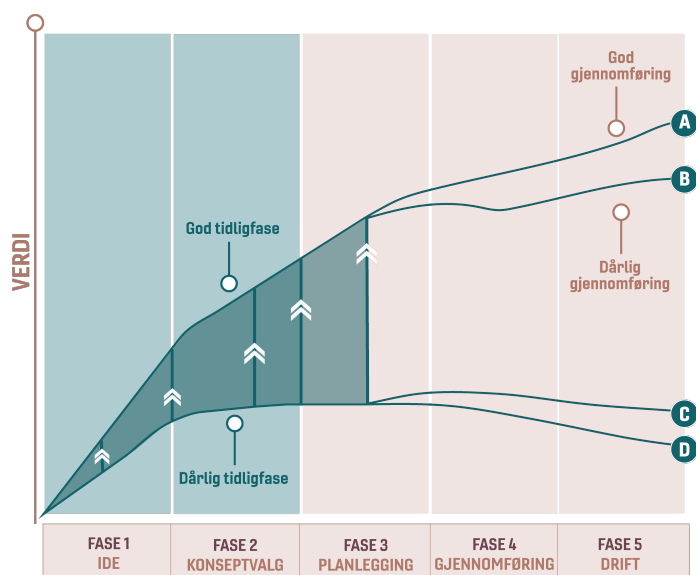 God
gjennomføring
A
B
God tidligfase
VERDI
Dårlig
gjennomføring
C
D
Dårlig tidligfase
FASE 1
IDE
FASE 2
KONSEPTVALG
FASE 3
PLANLEGGING
FASE 4
GJENNOMFØRING
FASE 5
DRIFT